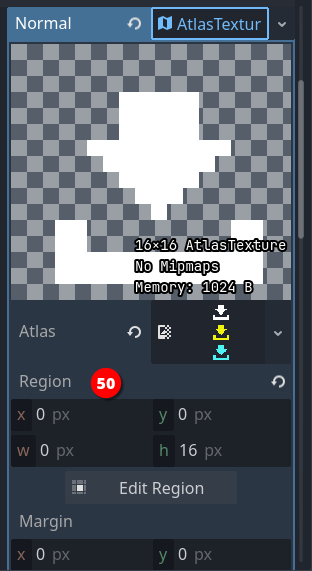 Normal AtlasTextur
16×16 AtlasTexture
No Mipmaps
Memory: 1024 B
Atlas
Region 50
x 0 px y 0 px
w 0 px h 16 px
Edit Region
Margin
x 0 px y 0 px